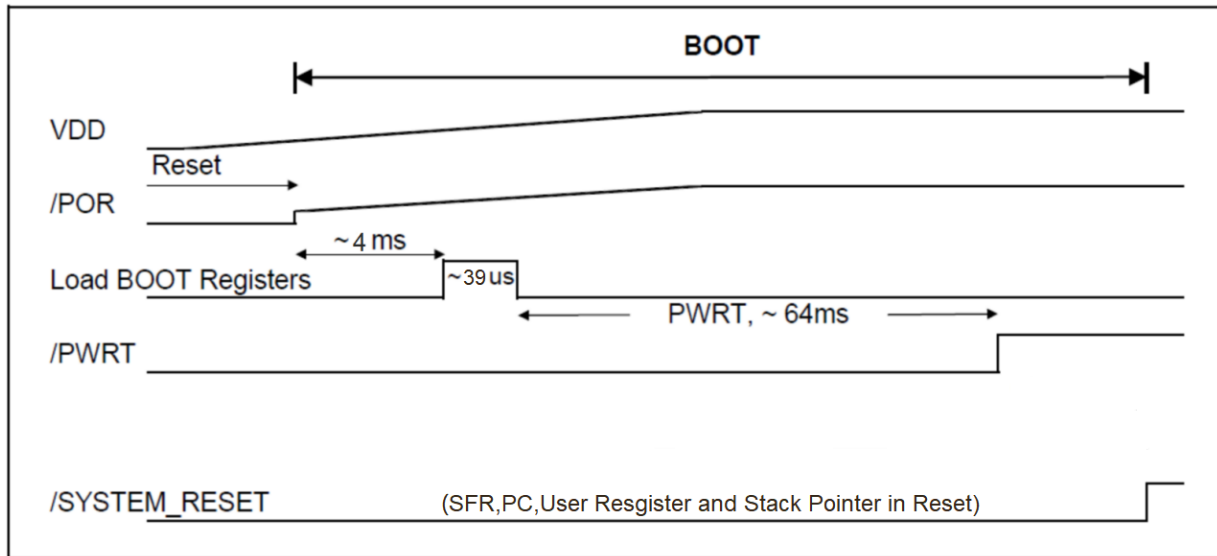 BOOT
VDD
Reset
/POR
~4 ms
Load BOOT Registers
~39 us
PWRT, ~ 64ms
/PWRT
/SYSTEM_RESET
(SFR,PC,User Resgister and Stack Pointer in Reset)